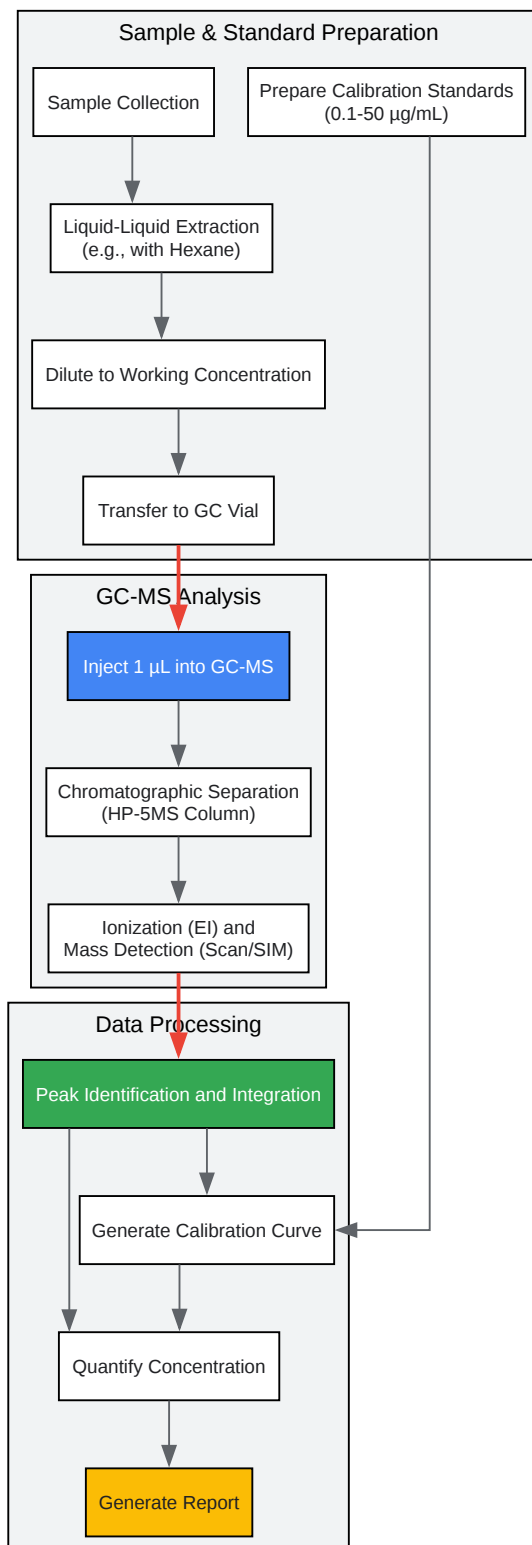 Sample & Standard Preparation
Sample Collection
Prepare Calibration Standards
(0.1-50 µg/mL)
Liquid-Liquid Extraction
(e.g., with Hexane)
Dilute to Working Concentration
Transfer to GC Vial
GC-MS Analysis
Inject 1 µL into GC-MS
Chromatographic Separation
(HP-5MS Column)
Ionization (EI) and
Mass Detection (Scan/SIM)
Data Processing
Peak Identification and Integration
Generate Calibration Curve
Quantify Concentration
Generate Report